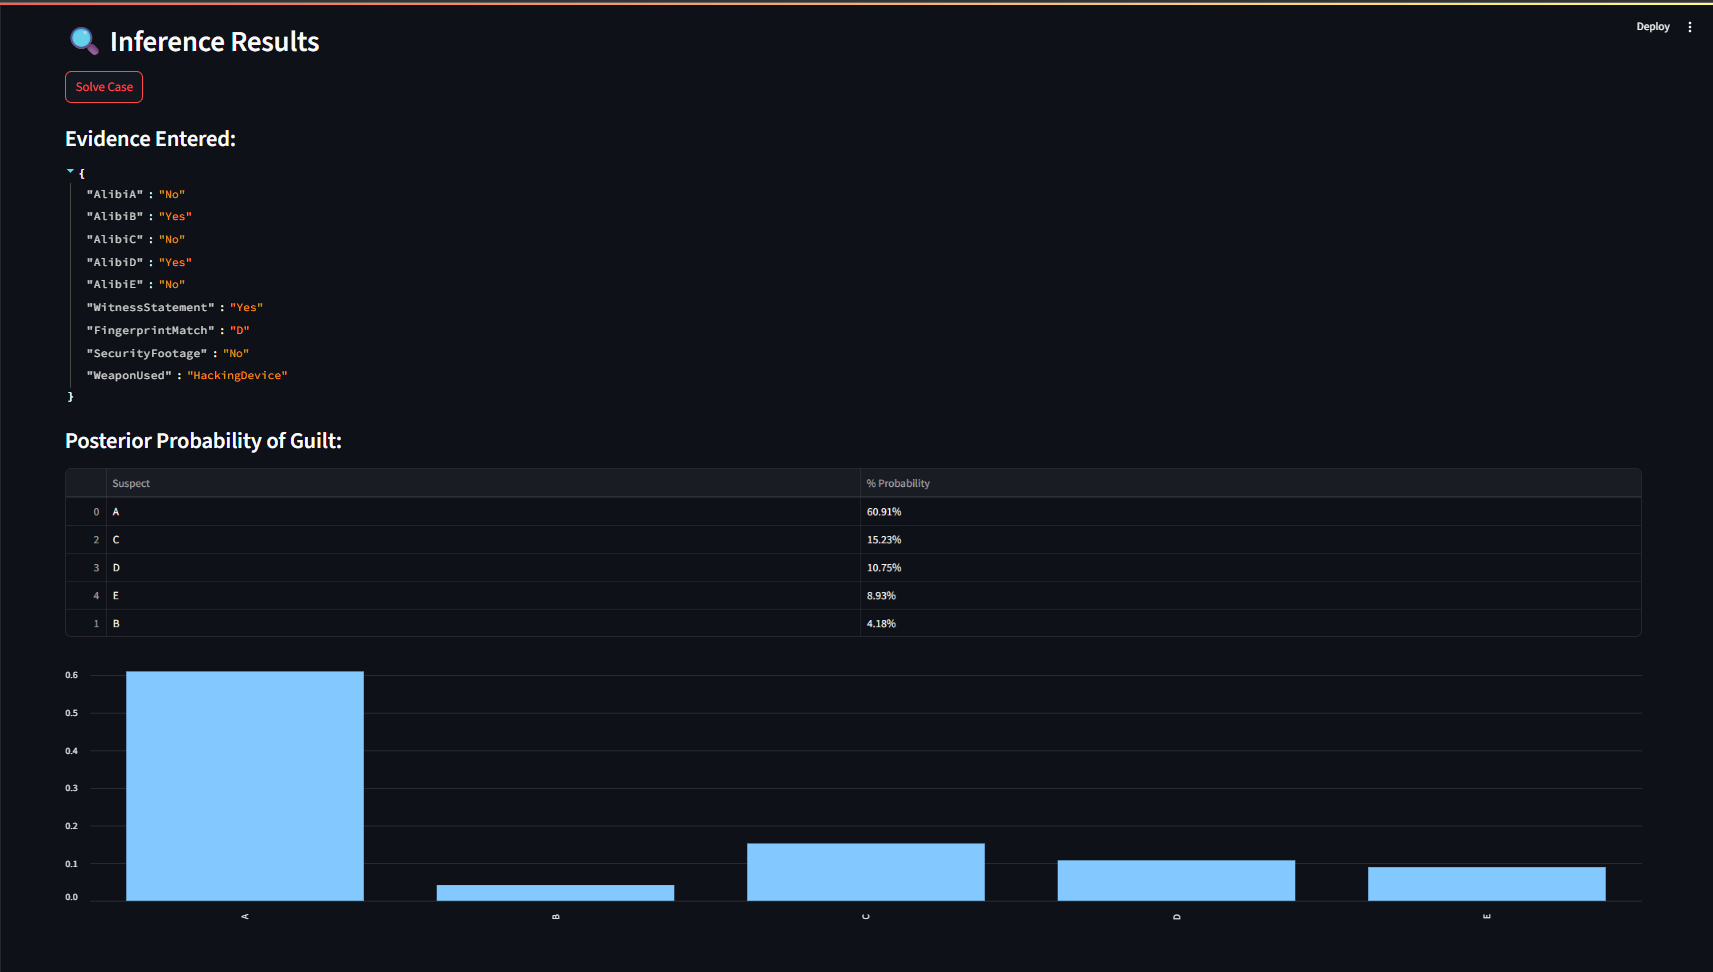 Deploy
Inference Results
Solve Case
Evidence Entered:
{
"AlibiA" : "No"
"AlibiB" : "Yes"
"AlibiC" : "No"
"AlibiD" : "Yes"
"AlibiE" : "No"
"WitnessStatement" : "Yes"
"FingerprintMatch" : "D"
"SecurityFootage" : "No"
"WeaponUsed" : "HackingDevice"
}
Posterior Probability of Guilt:
Suspect % Probability
0 A 60.91%
2 C 15.23%
3 D 10.75%
4 E 8.93%
1 B 4.18%
0.6
0.5
0.4
0.3
0.2
0.1
0.0
A B C D E